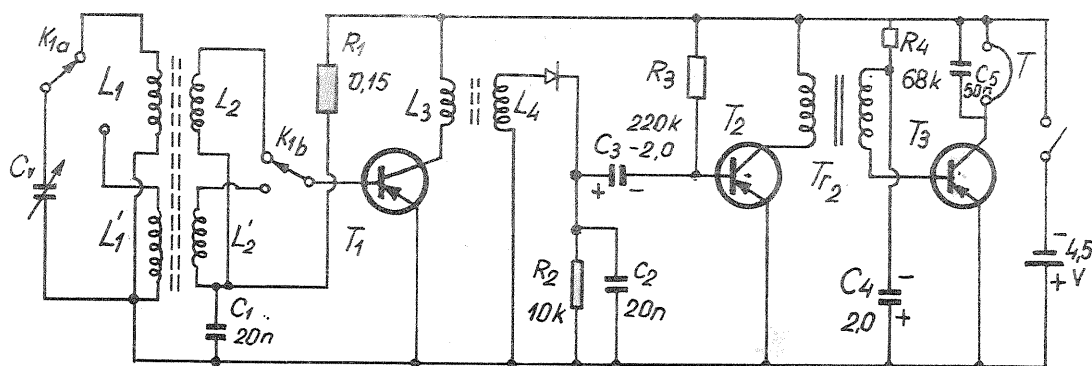 K1a
L1
L2
R1
0,15
L3
L4
R3
220k
C3 -2,0
+ -
T2
Tr2
R4
68k
C5
50n
T
T3
Cv
K1b
L'1
L'2
T1
C1
20n
R2
10k
C2
20n
C4
2,0
-
+
- 4,5
+ V